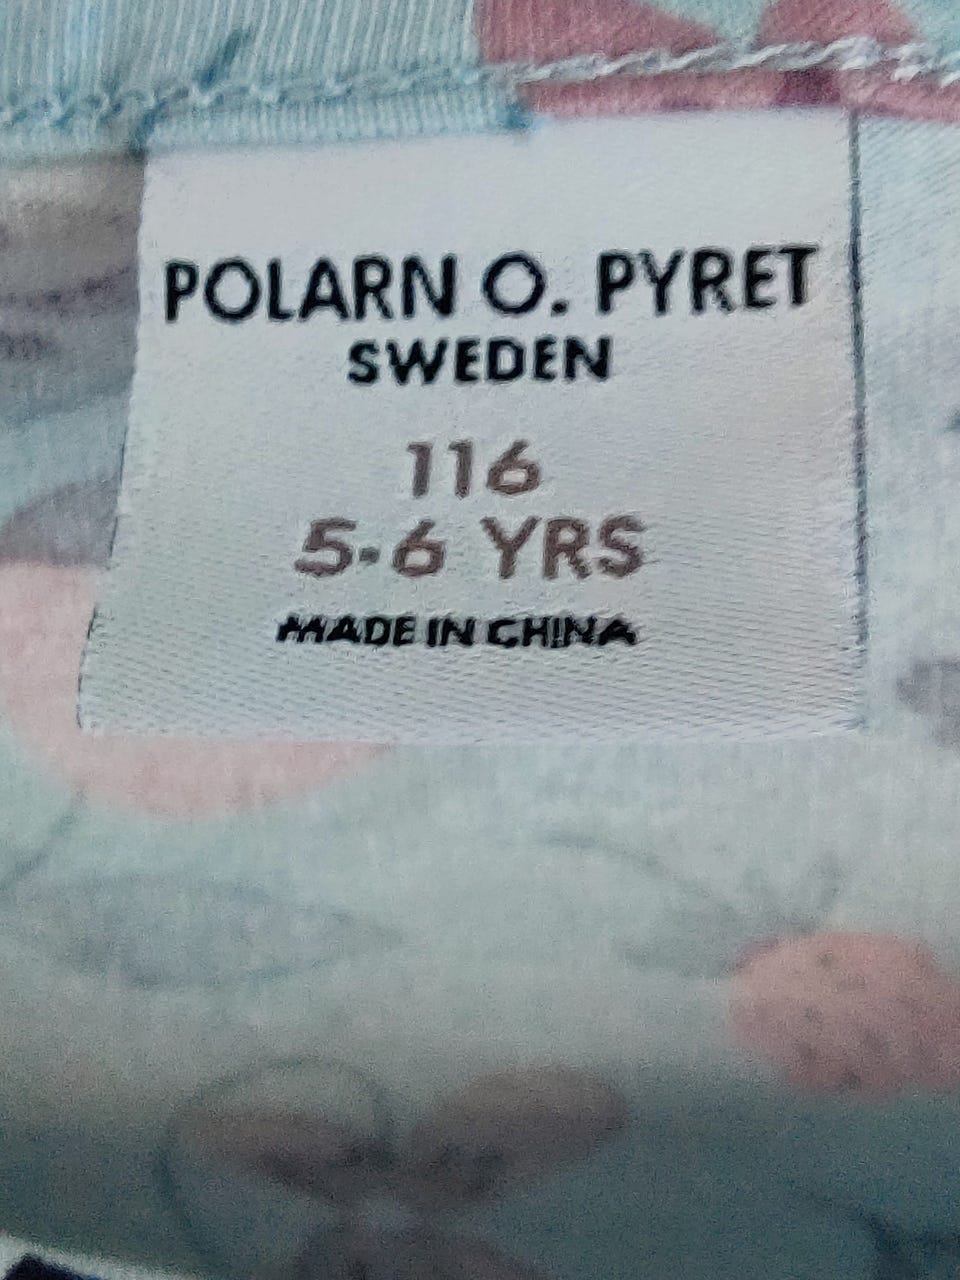 POLARN O. PYRET
SWEDEN
116
5-6 YRS
MADE IN CHINA